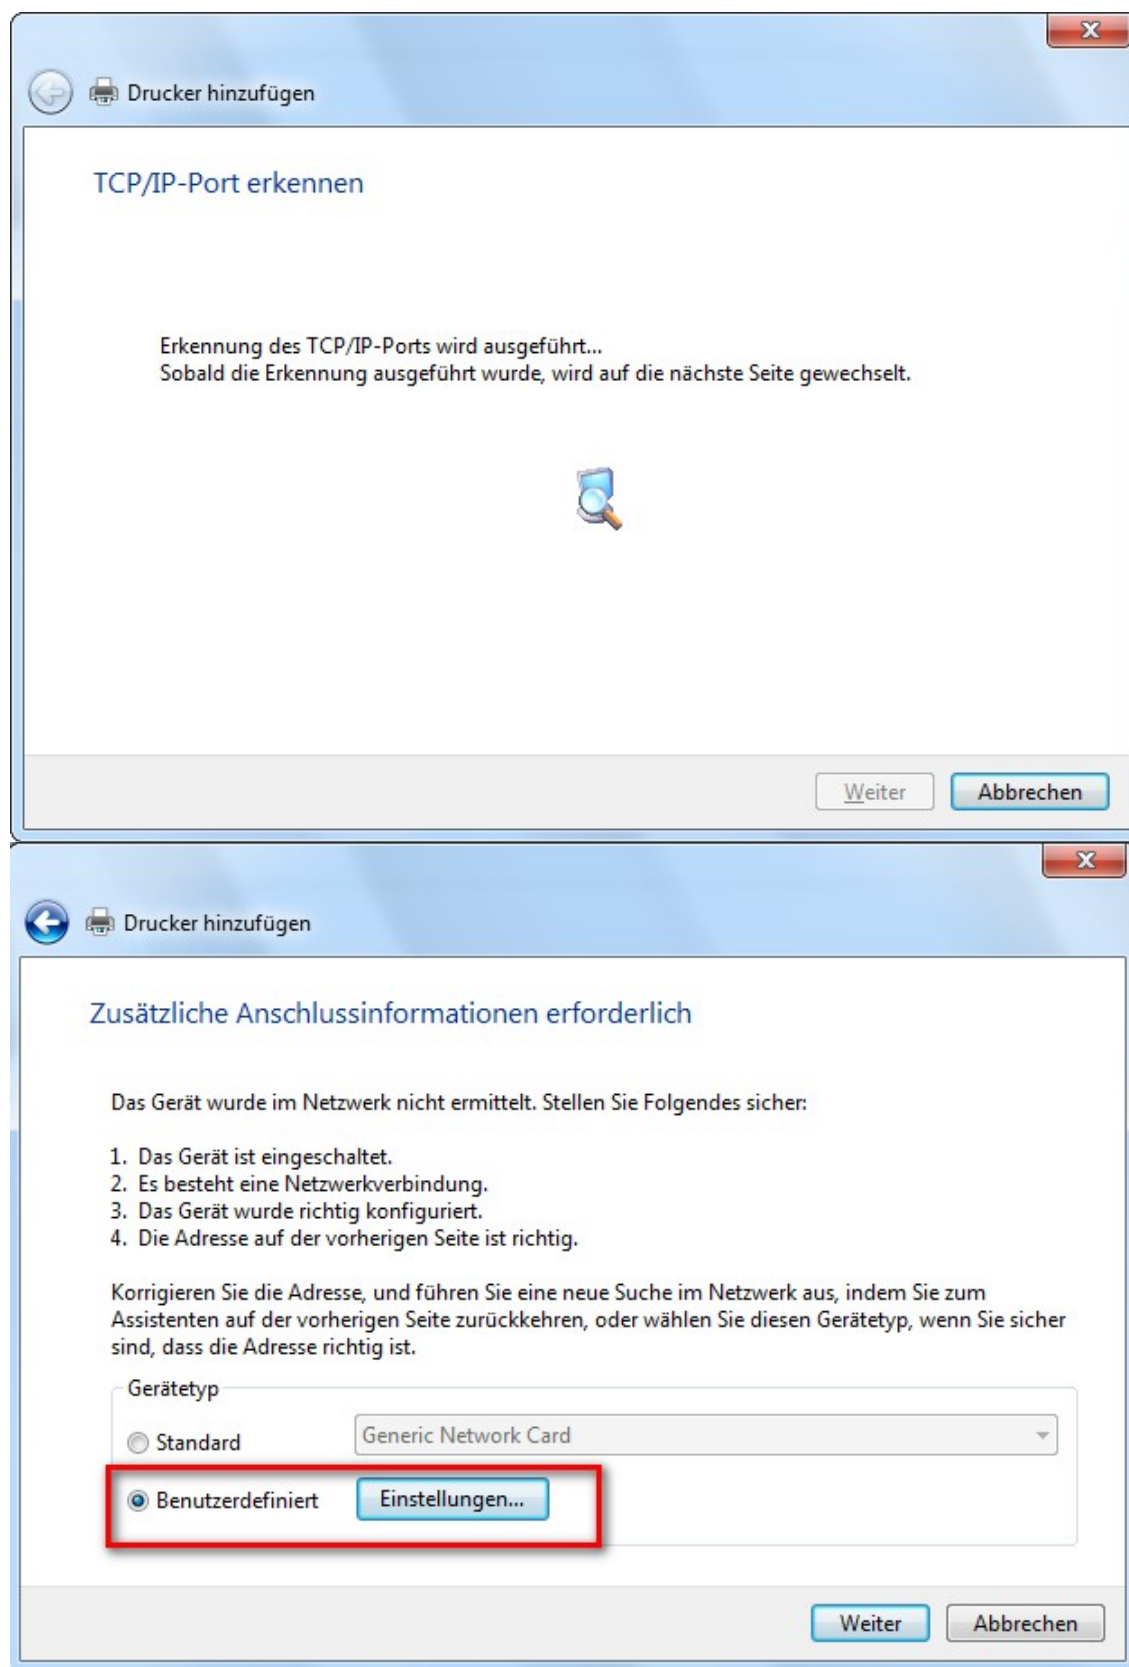 Drucker hinzufügen
TCP/IP-Port erkennen
Erkennung des TCP/IP-Ports wird ausgeführt...
Sobald die Erkennung ausgeführt wurde, wird auf die nächste Seite gewechselt.
Weiter
Abbrechen
Drucker hinzufügen
Zusätzliche Anschlussinformationen erforderlich
Das Gerät wurde im Netzwerk nicht ermittelt. Stellen Sie Folgendes sicher:
1. Das Gerät ist eingeschaltet.
2. Es besteht eine Netzwerkverbindung.
3. Das Gerät wurde richtig konfiguriert.
4. Die Adresse auf der vorherigen Seite ist richtig.
Korrigieren Sie die Adresse, und führen Sie eine neue Suche im Netzwerk aus, indem Sie zum
Assistenten auf der vorherigen Seite zurückkehren, oder wählen Sie diesen Gerätetyp, wenn Sie sicher
sind, dass die Adresse richtig ist.
Gerätetyp
Standard
Generic Network Card
Benutzerdefiniert
Einstellungen...
Weiter
Abbrechen